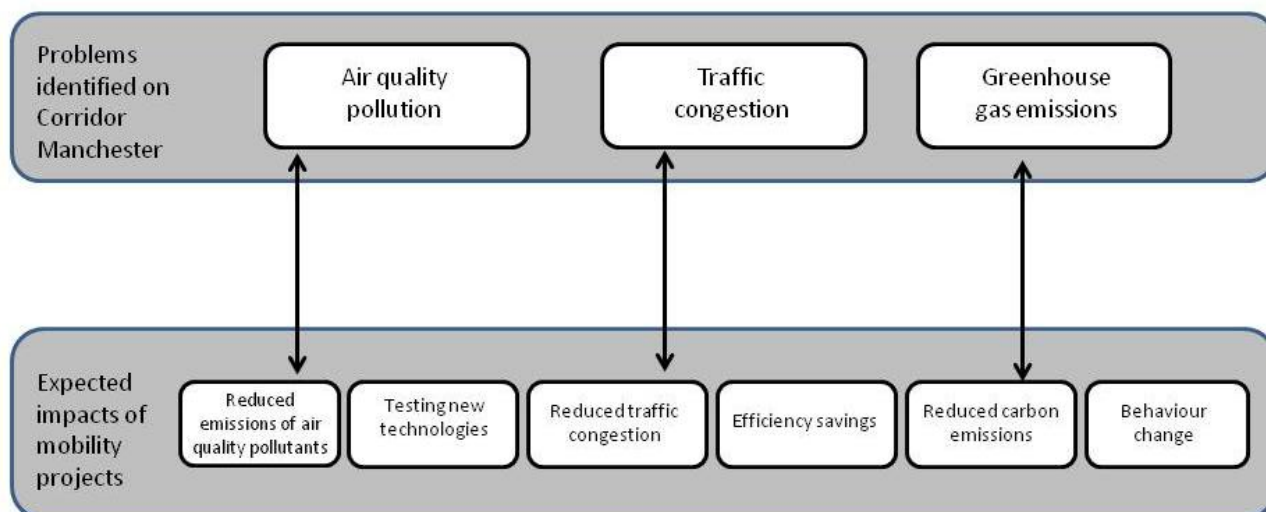 Problems
identified on
Corridor
Manchester
Air quality
pollution
Traffic
congestion
Greenhouse
gas emissions
Expected
impacts of
mobility
projects
Reduced
emissions of air
quality pollutants
Testing new
technologies
Reduced traffic
congestion
Efficiency savings
Reduced carbon
emissions
Behaviour
change